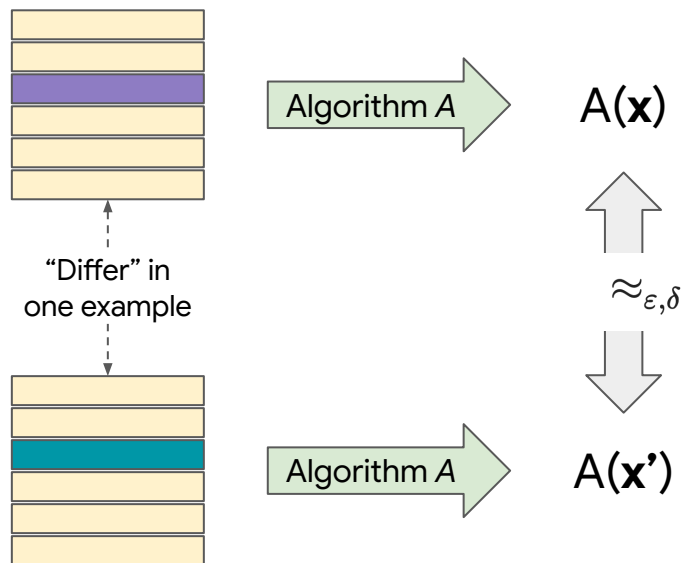 Algorithm A
A(x)
“Differ” in
one example
≈ε,δ
Algorithm A
A(x’)